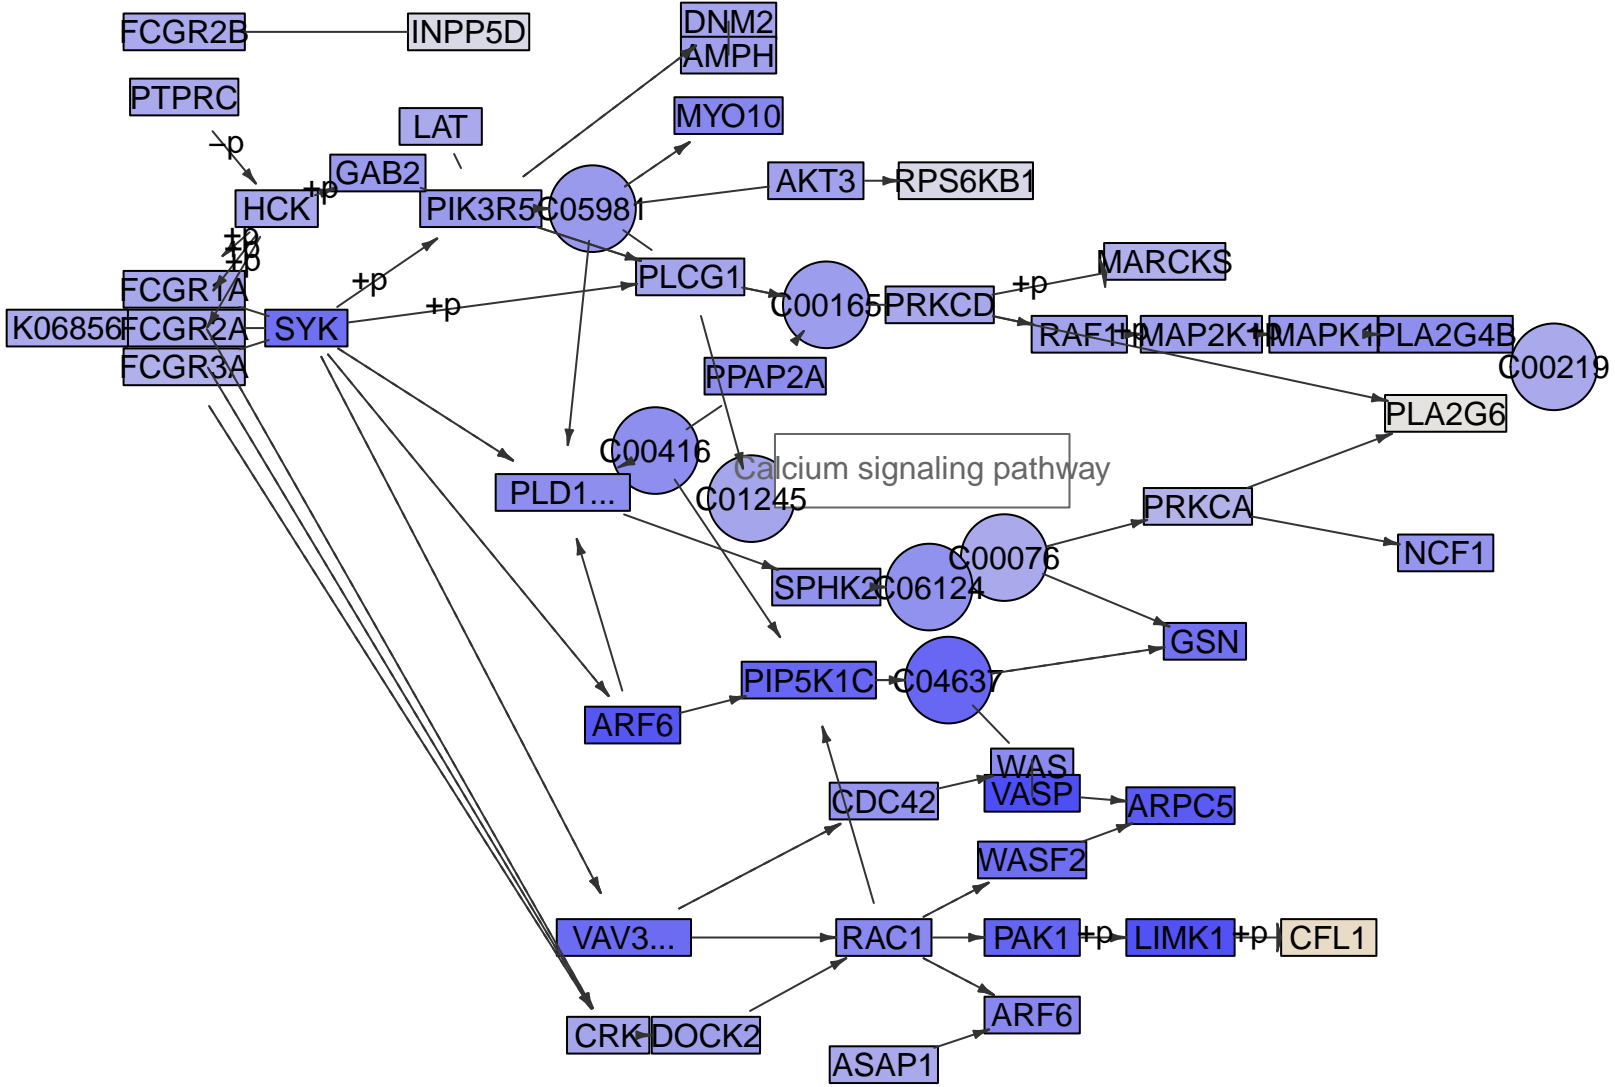 DNM2
FCGR2B
INPP5D
AMPH
PTPRC
MYO10
LAT
–p
GAB2
AKT3
RPS6KB1
+p
HCK
PIK3R5
C05981
+p
+p
+p
MARCKS
PLCG1
+p
+p
FCGR1A
+p
C00165
PRKCD
K06856
FCGR2A
SYK
RAF1
+p
MAP2K1
+p
MAPK1
PLA2G4B
FCGR3A
PPAP2A
C00219
PLA2G6
C00416
Calcium signaling pathway
PLD1...
C01245
PRKCA
NCF1
C00076
SPHK2
C06124
GSN
PIP5K1C
C04637
ARF6
WAS
VASP
CDC42
ARPC5
WASF2
VAV3...
RAC1
PAK1
+p
LIMK1
+p
CFL1
ARF6
CRK
DOCK2
ASAP1